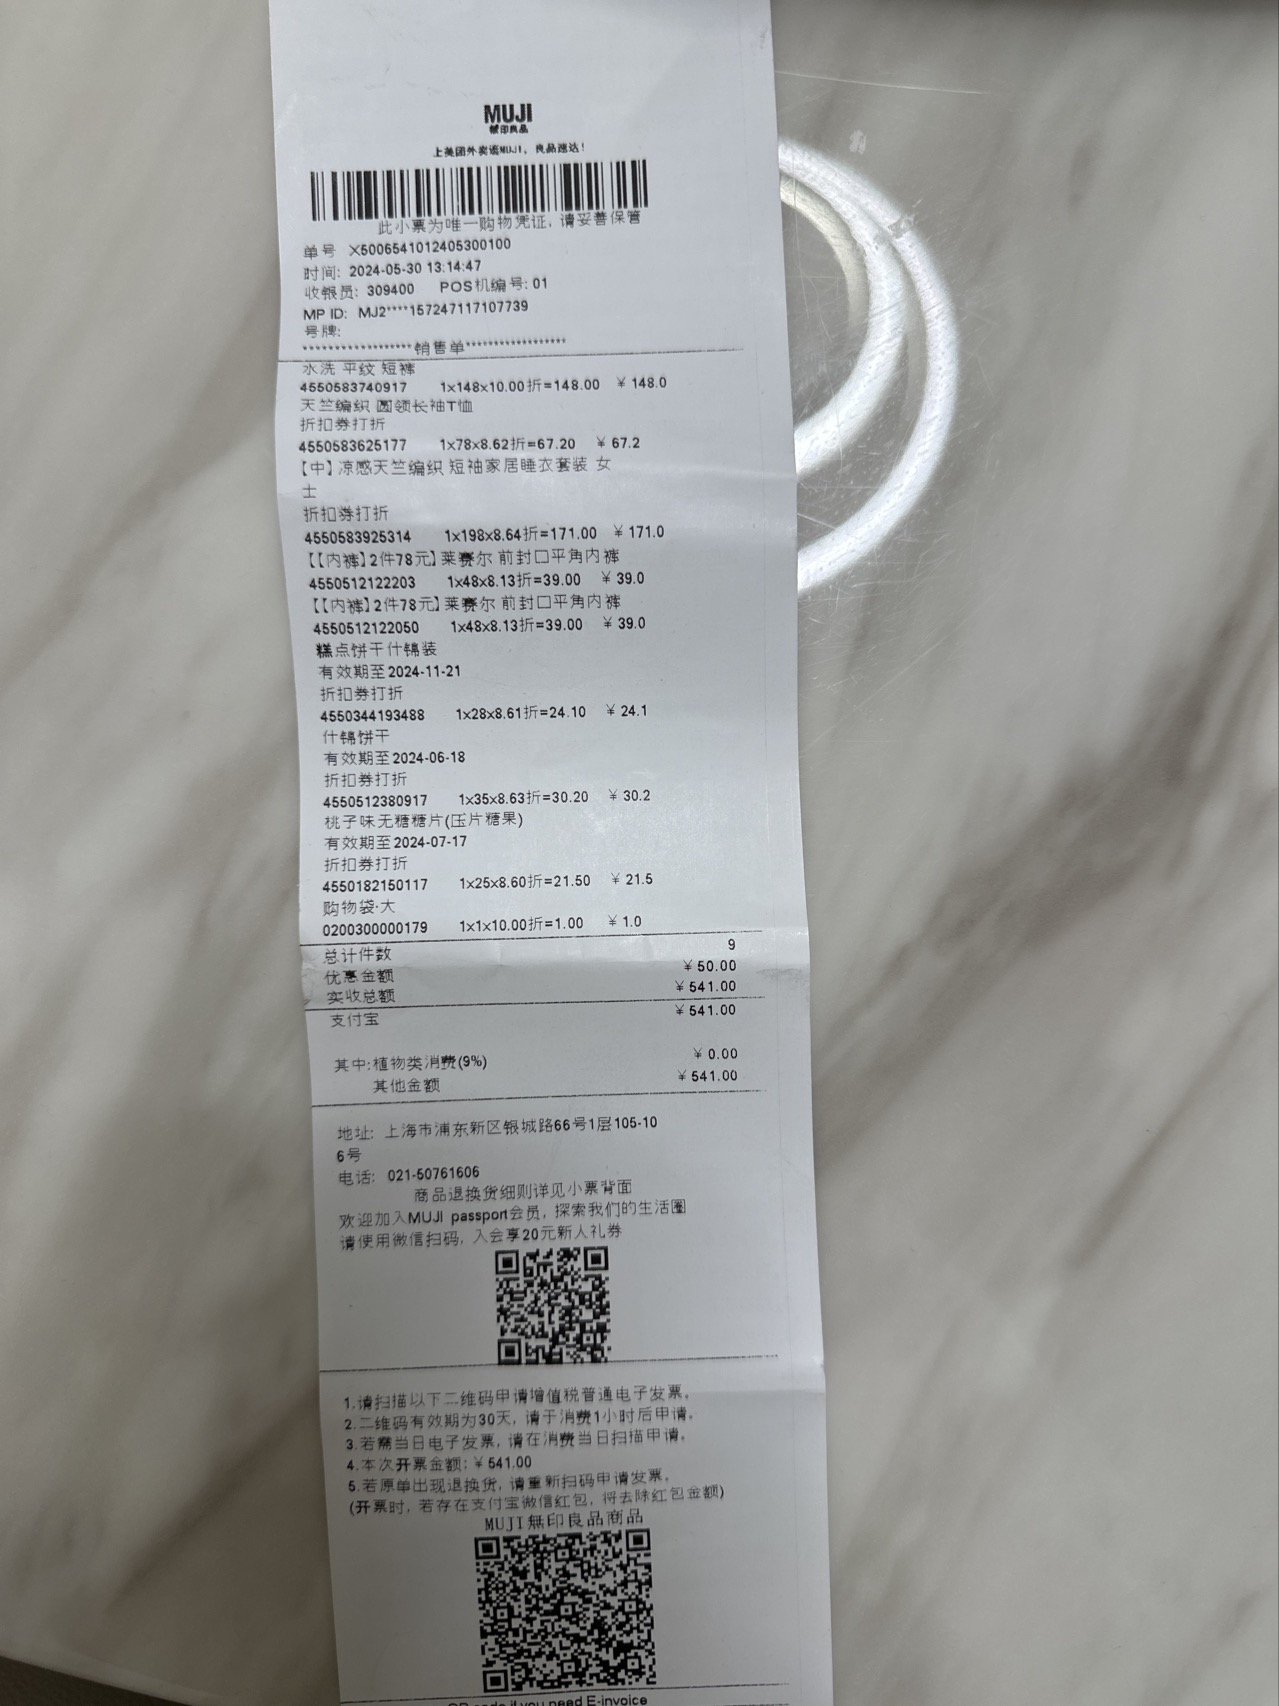 MUJI
無印良品
上美团外卖逛MUJI，良品速达！
此小票为唯一购物凭证，请妥善保管
单号 X5006541012405300100
时间: 2024-05-30 13:14:47
收银员: 309400 POS机编号: 01
MP ID: MJ2****157247117107739
号牌:
******************销售单******************
水洗 平纹 短裤
4550583740917 1x148x10.00折=148.00 ￥148.0
天竺编织 圆领长袖T恤
折扣券打折
4550583625177 1x78x8.62折=67.20 ￥67.2
【中】凉感天竺编织 短袖家居睡衣套装 女
士
折扣券打折
4550583925314 1x198x8.64折=171.00 ￥171.0
【【内裤】2件78元】莱赛尔 前封口平角内裤
4550512122203 1x48x8.13折=39.00 ￥39.0
【【内裤】2件78元】莱赛尔 前封口平角内裤
4550512122050 1x48x8.13折=39.00 ￥39.0
糕点饼干什锦装
有效期至2024-11-21
折扣券打折
4550344193488 1x28x8.61折=24.10 ￥24.1
什锦饼干
有效期至2024-06-18
折扣券打折
4550512380917 1x35x8.63折=30.20 ￥30.2
桃子味无糖糖片(压片糖果)
有效期至2024-07-17
折扣券打折
4550182150117 1x25x8.60折=21.50 ￥21.5
购物袋·大
0200300000179 1x1x10.00折=1.00 ￥1.0
总计件数 9
优惠金额 ￥50.00
实收总额 ￥541.00
支付宝 ￥541.00
其中:植物类消费(9%) ￥0.00
其他金额 ￥541.00
地址: 上海市浦东新区银城路66号1层105-10
6号
电话: 021-50761606
商品退换货细则详见小票背面
欢迎加入MUJI passport会员，探索我们的生活圈
请使用微信扫码, 入会享20元新人礼券
1.请扫描以下二维码申请增值税普通电子发票。
2.二维码有效期为30天, 请于消费1小时后申请。
3.若需当日电子发票, 请在消费当日扫描申请。
4.本次开票金额:￥541.00
5.若原单出现退换货, 请重新扫码申请发票。
(开票时, 若存在支付宝微信红包, 将去除红包金额)
MUJI無印良品商品
QR code if you need E-invoice